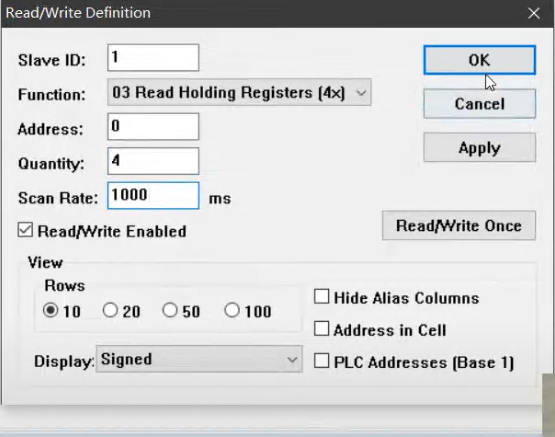 Read/Write Definition
Slave ID: 1
OK
Function: 03 Read Holding Registers (4x)
Cancel
Address: 0
Apply
Quantity: 4
Scan Rate: 1000 ms
Read/Write Enabled
Read/Write Once
View
Rows
10 20 50 100
Hide Alias Columns
Address in Cell
Display: Signed
PLC Addresses (Base 1)